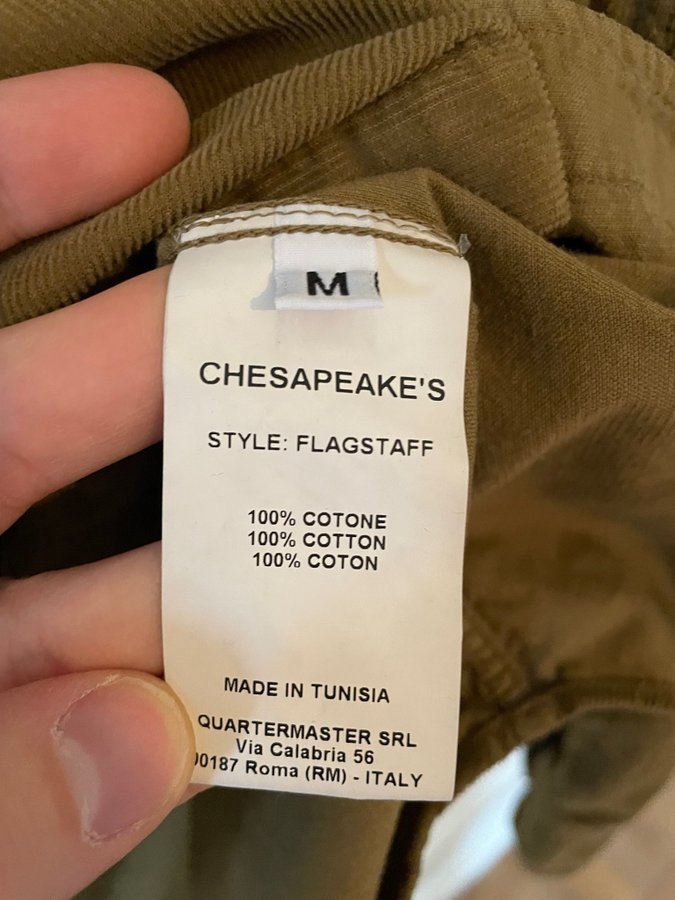 M
CHESAPEAKE'S
STYLE: FLAGSTAFF
100% COTONE
100% COTTON
100% COTON
MADE IN TUNISIA
QUARTERMASTER SRL
Via Calabria 56
00187 Roma (RM) - ITALY